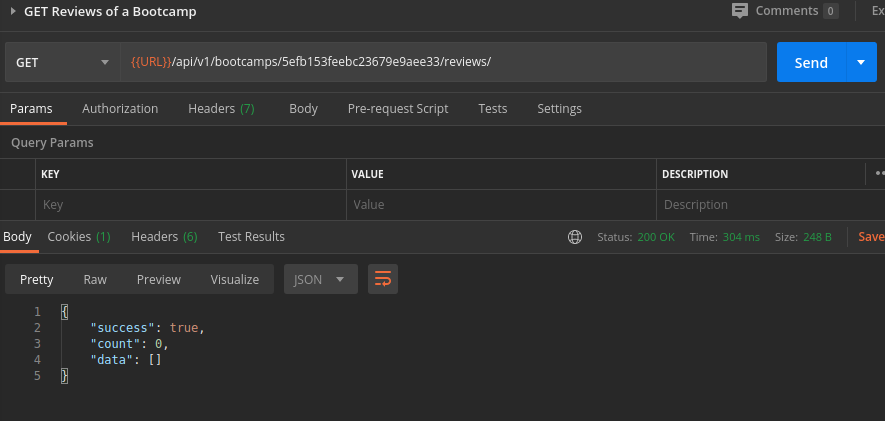 GET Reviews of a Bootcamp Comments 0 Ex
GET {{URL}}/api/v1/bootcamps/5efb153feebc23679e9aee33/reviews/ Send
Params Authorization Headers (7) Body Pre-request Script Tests Settings
Query Params
KEY VALUE DESCRIPTION
Key Value Description
Body Cookies (1) Headers (6) Test Results Status: 200 OK Time: 304 ms Size: 248 B Save
Pretty Raw Preview Visualize JSON
1 {
2 "success": true,
3 "count": 0,
4 "data": []
5 }